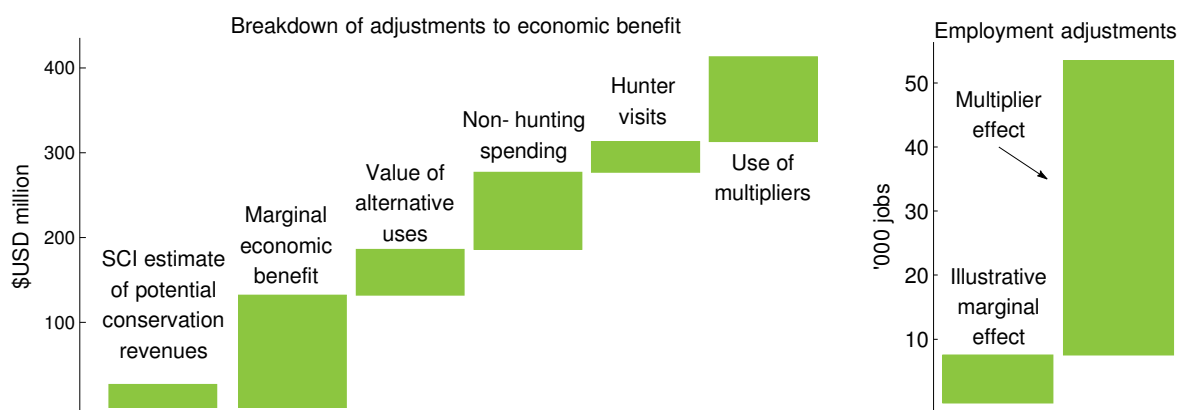 Breakdown of adjustments to economic benefit
$USD million
400
300
200
100
SCI estimate
of potential
conservation
revenues
Marginal
economic
benefit
Value of
alternative
uses
Non- hunting
spending
Hunter
visits
Use of
multipliers
Employment adjustments
'000 jobs
50
40
30
20
10
Multiplier
effect
Illustrative
marginal
effect